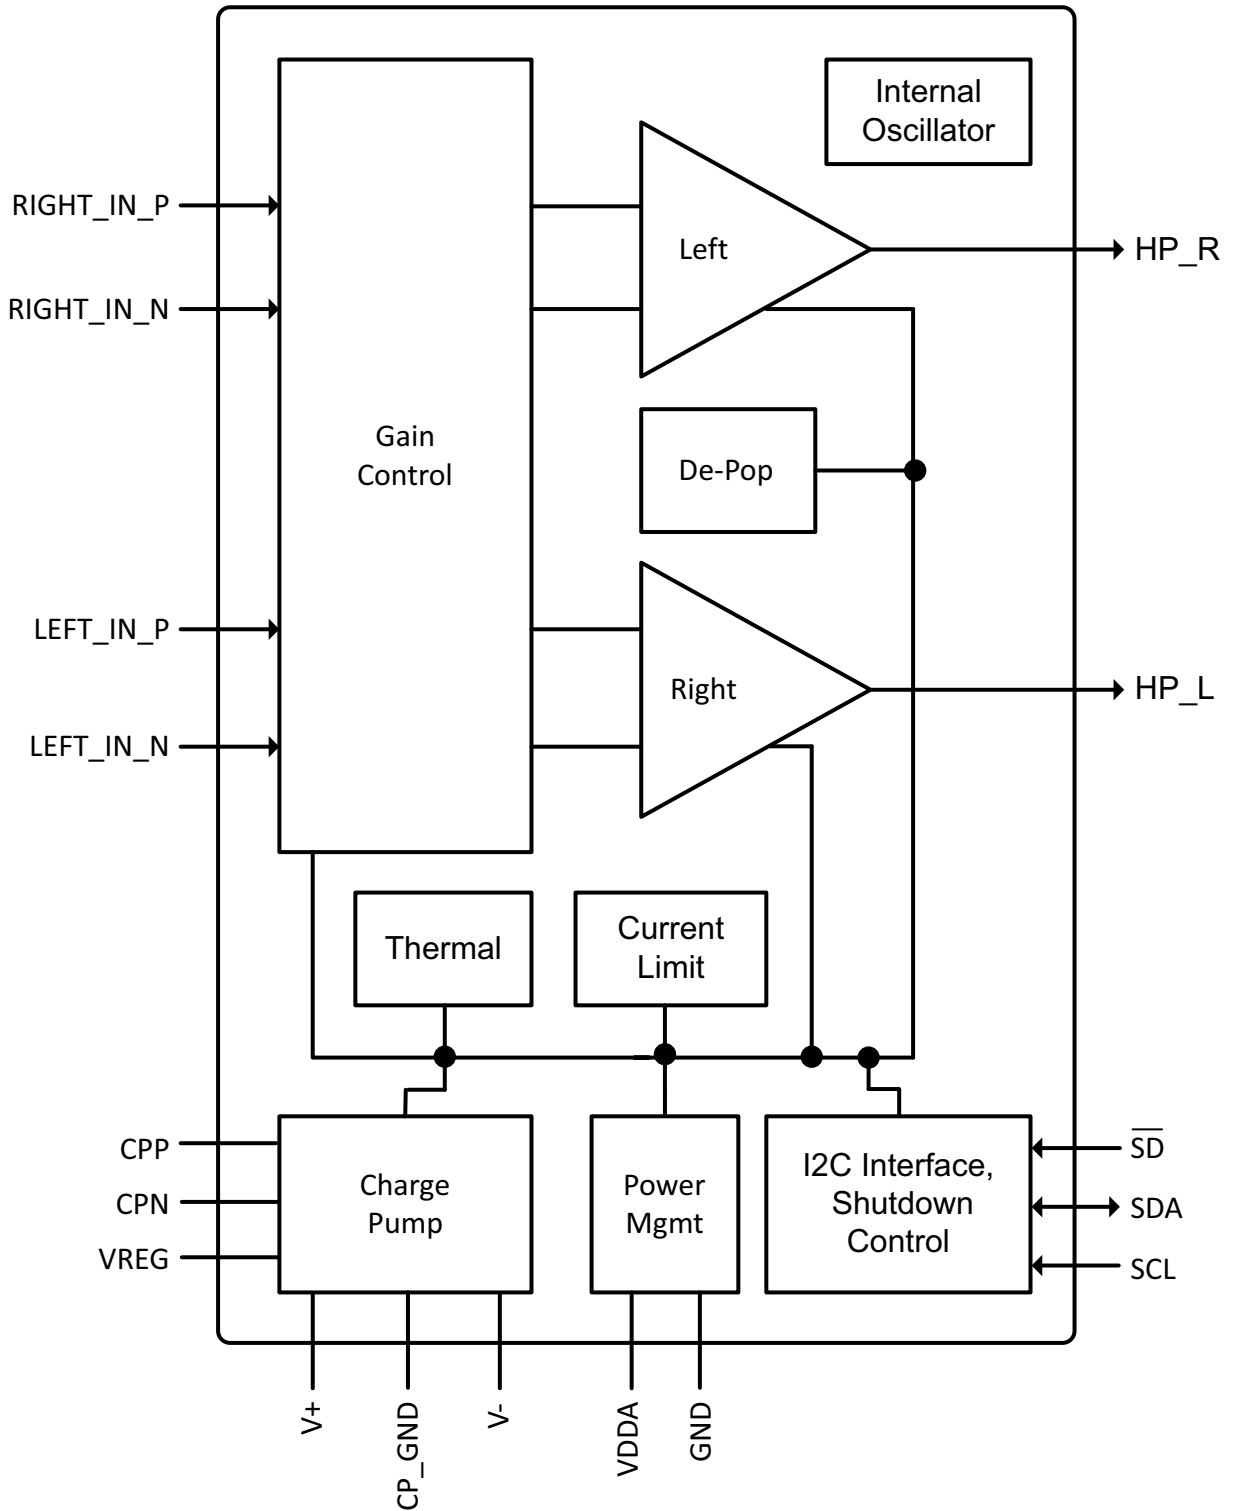 Internal
Oscillator
RIGHT_IN_P
Left
HP_R
RIGHT_IN_N
Gain
Control
De-Pop
LEFT_IN_P
Right
HP_L
LEFT_IN_N
Thermal
Current
Limit
CPP
CPN
VREG
Charge
Pump
Power
Mgmt
I2C Interface,
Shutdown
Control
SD
SDA
SCL
V+
CP_GND
V-
VDDA
GND